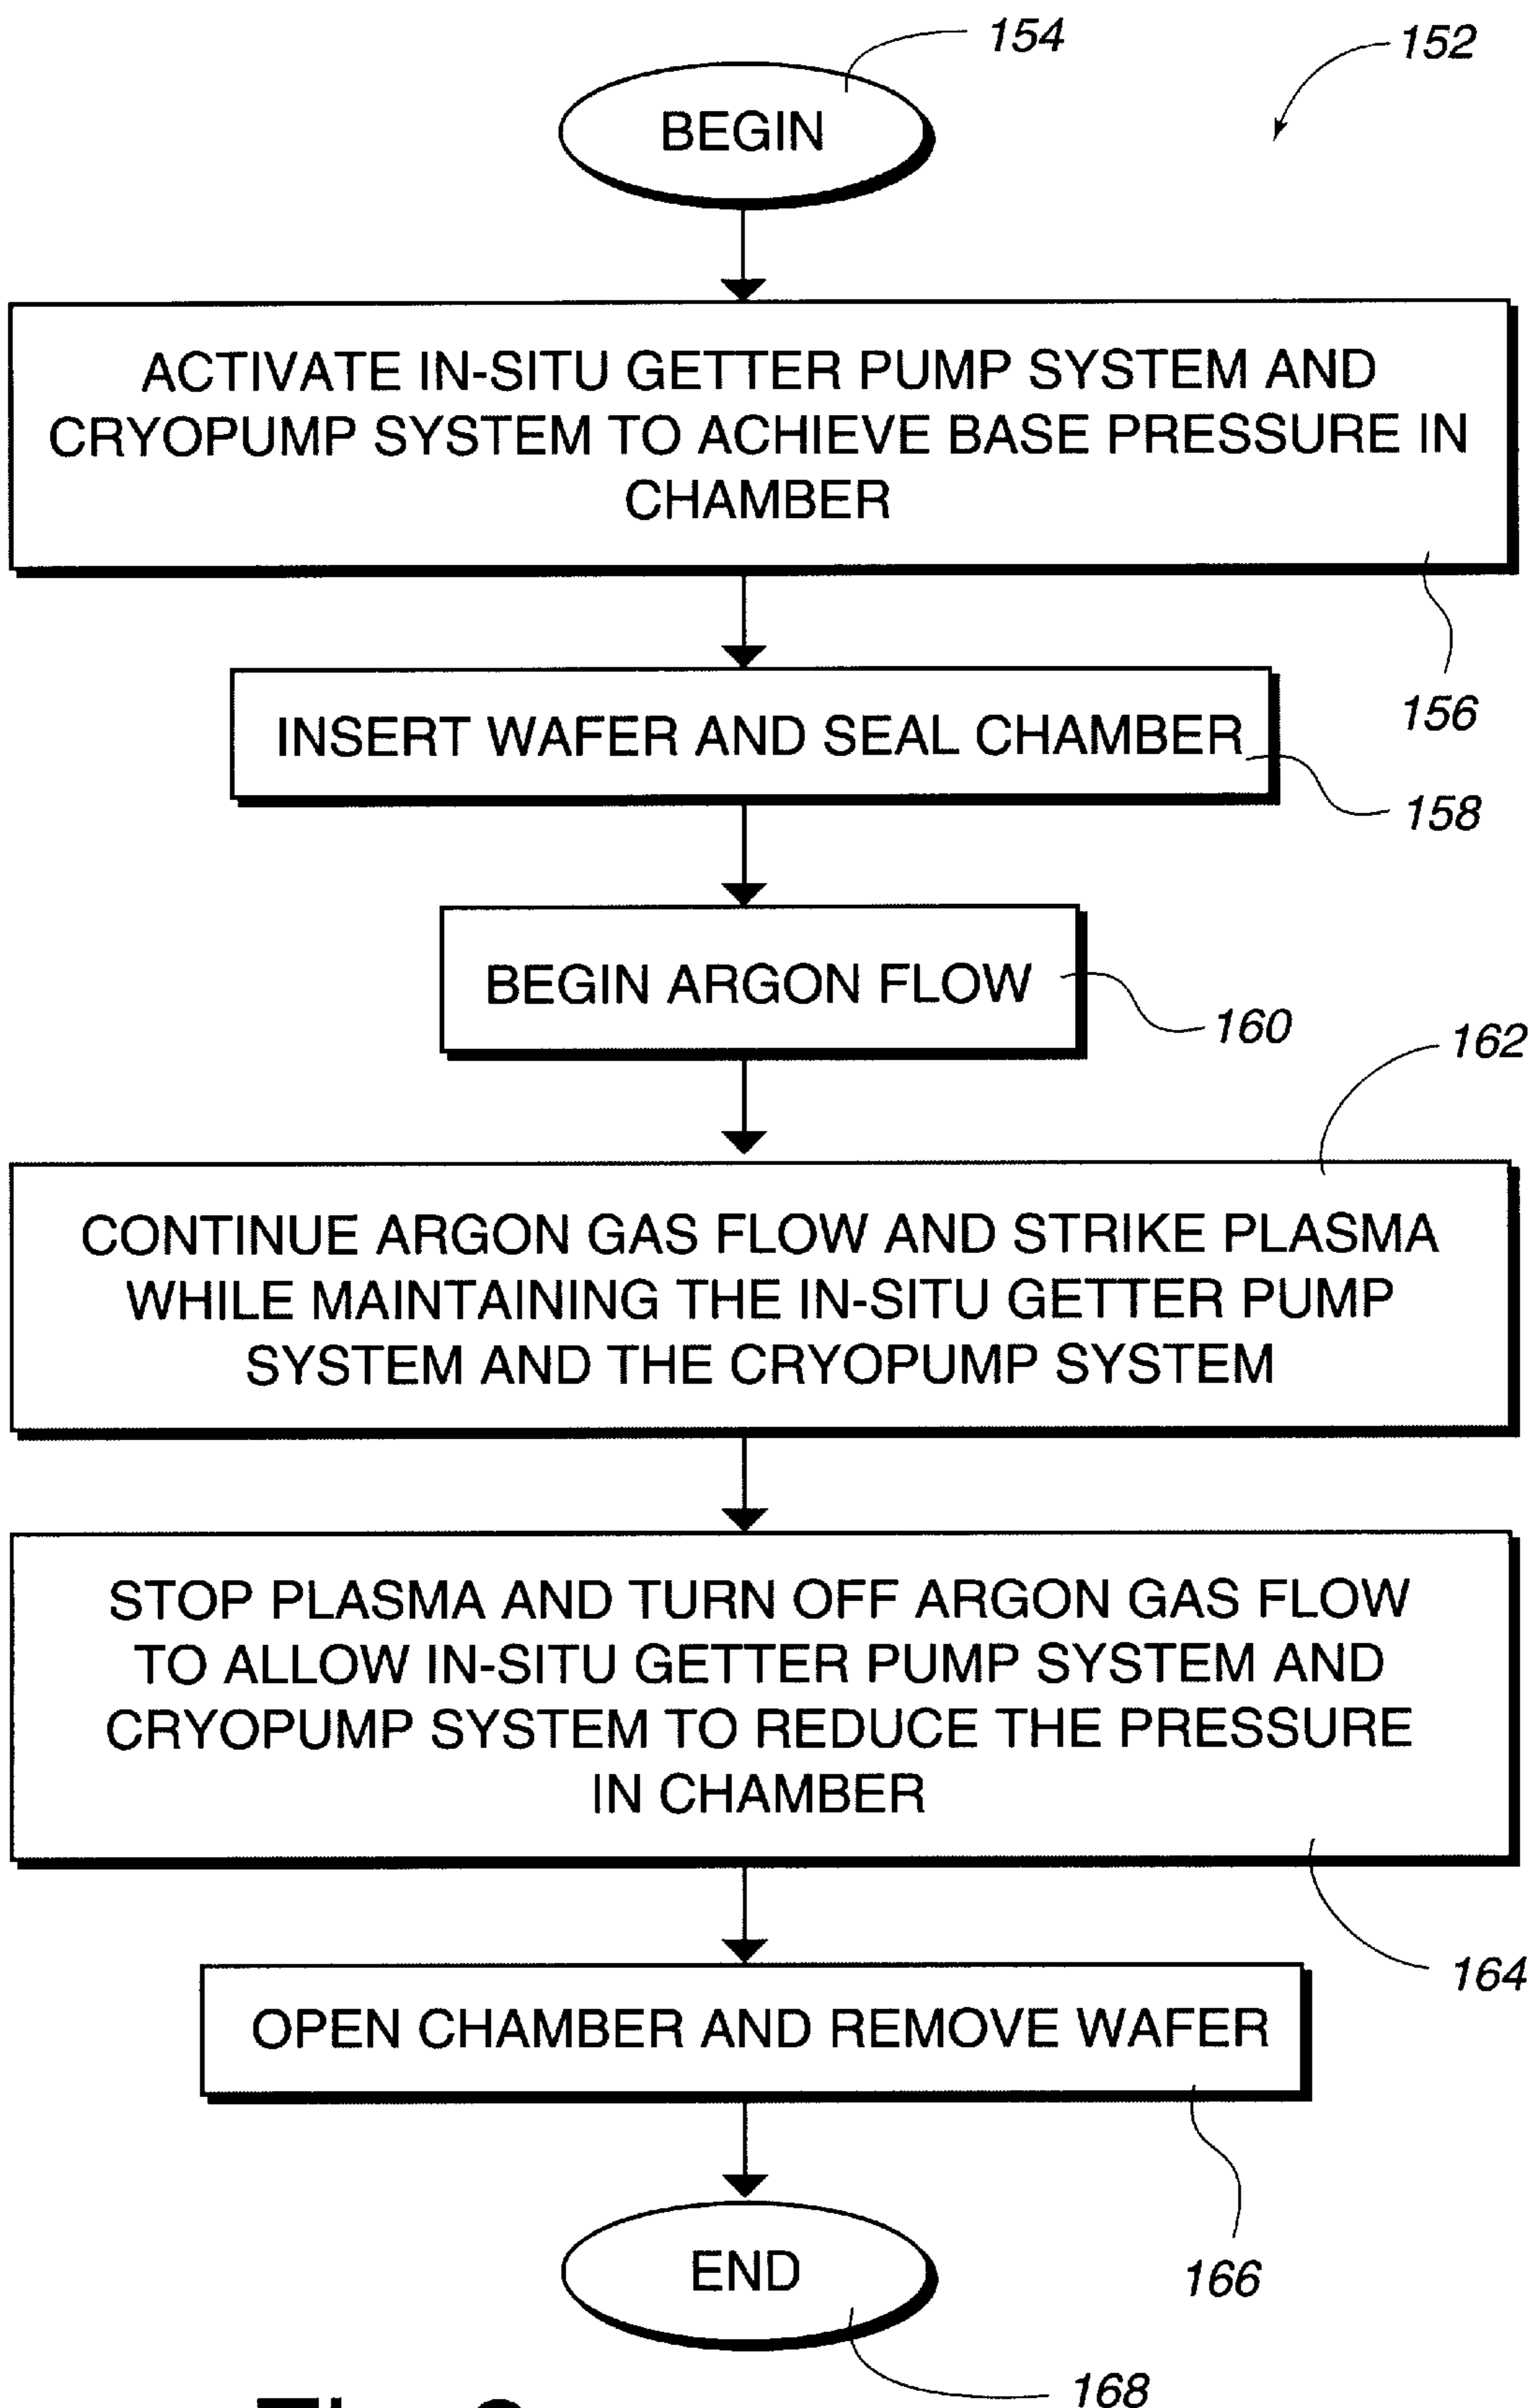 154
152
BEGIN
ACTIVATE IN-SITU GETTER PUMP SYSTEM AND
CRYOPUMP SYSTEM TO ACHIEVE BASE PRESSURE IN
CHAMBER
156
INSERT WAFER AND SEAL CHAMBER
158
BEGIN ARGON FLOW
160
162
CONTINUE ARGON GAS FLOW AND STRIKE PLASMA
WHILE MAINTAINING THE IN-SITU GETTER PUMP
SYSTEM AND THE CRYOPUMP SYSTEM
STOP PLASMA AND TURN OFF ARGON GAS FLOW
TO ALLOW IN-SITU GETTER PUMP SYSTEM AND
CRYOPUMP SYSTEM TO REDUCE THE PRESSURE
IN CHAMBER
164
OPEN CHAMBER AND REMOVE WAFER
166
END
168